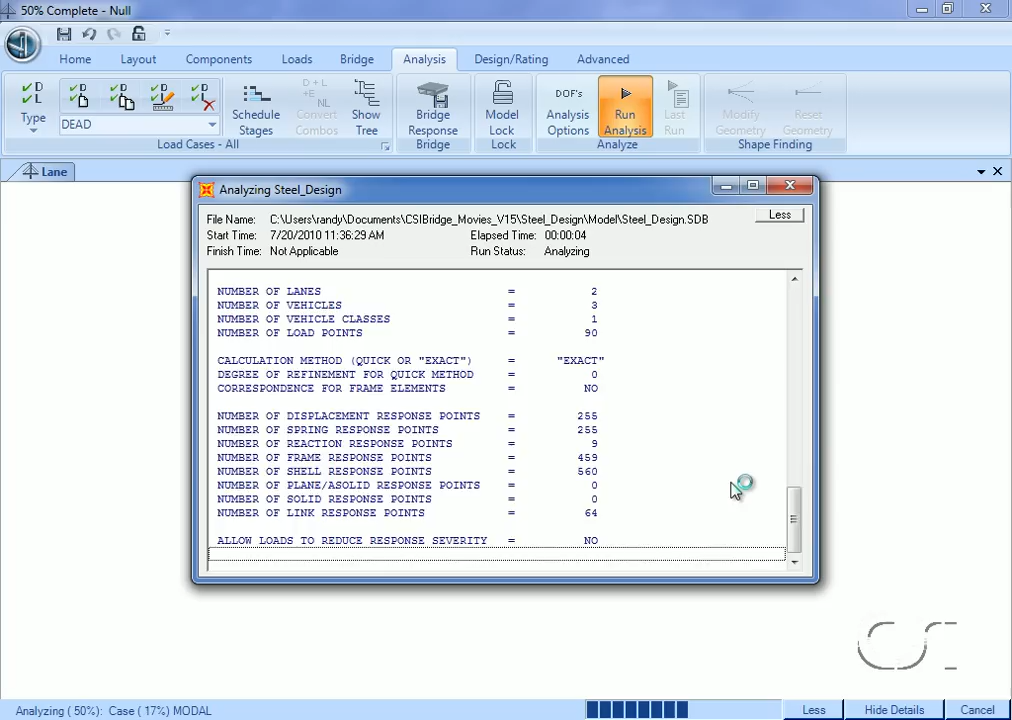 50% Complete - Null
Home Layout Components Loads Bridge Analysis Design/Rating Advanced
Type
DEAD
Schedule Stages
Convert Combos
Show Tree
Bridge Response
Model Lock
DOF's
Analysis Options
Run Analysis
Last Run
Modify Geometry
Reset Geometry
Load Cases - All Bridge Lock Analyze Shape Finding
Lane
Analyzing Steel_Design
File Name: C:\Users\randy\Documents\CSIBridge_Movies_V15\Steel_Design\Model\Steel_Design.SDB Less
Start Time: 7/20/2010 11:36:29 AM Elapsed Time: 00:00:04
Finish Time: Not Applicable Run Status: Analyzing
NUMBER OF LANES = 2
NUMBER OF VEHICLES = 3
NUMBER OF VEHICLE CLASSES = 1
NUMBER OF LOAD POINTS = 90
CALCULATION METHOD (QUICK OR "EXACT") = "EXACT"
DEGREE OF REFINEMENT FOR QUICK METHOD = 0
CORRESPONDENCE FOR FRAME ELEMENTS = NO
NUMBER OF DISPLACEMENT RESPONSE POINTS = 255
NUMBER OF SPRING RESPONSE POINTS = 255
NUMBER OF REACTION RESPONSE POINTS = 9
NUMBER OF FRAME RESPONSE POINTS = 459
NUMBER OF SHELL RESPONSE POINTS = 560
NUMBER OF PLANE/ASOLID RESPONSE POINTS = 0
NUMBER OF SOLID RESPONSE POINTS = 0
NUMBER OF LINK RESPONSE POINTS = 64
ALLOW LOADS TO REDUCE RESPONSE SEVERITY = NO
CSI
Analyzing ( 50%): Case ( 17%) MODAL Less Hide Details Cancel